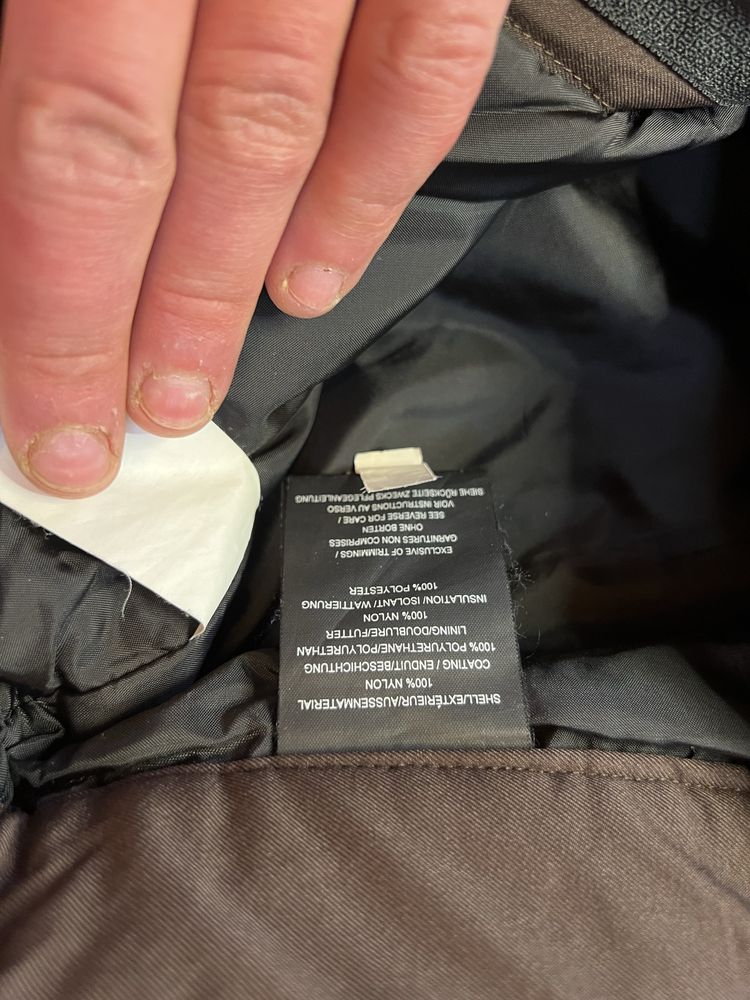 SHELL/EXTÉRIEUR/AUSSENMATERIAL
100% NYLON
COATING / ENDUIT/BESCHICHTUNG
100% POLYURETHANE/POLYURETHAN
LINING/DOUBLURE/FUTTER
100% NYLON
INSULATION/ ISOLANT/ WATTIERUNG
100% POLYESTER
EXCLUSIVE OF TRIMMINGS /
GARNITURES NON COMPRISES
OHNE BORTEN
SEE REVERSE FOR CARE /
VOIR INSTRUCTIONS AU VERSO
SIEHE RÜCKSEITE ZWECKS PFLEGEANLEITUNG